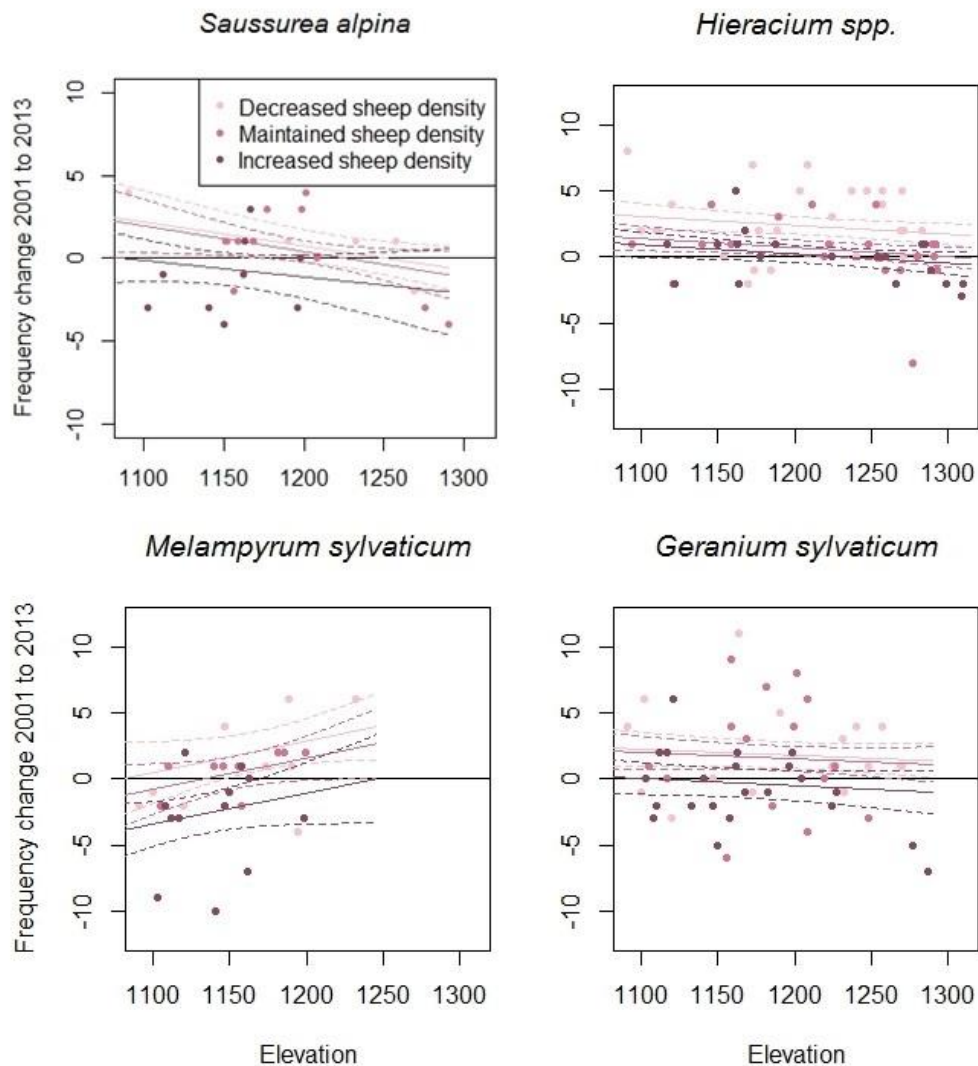 Saussurea alpina
Hieracium spp.
Frequency change 2001 to 2013
10
5
0
-5
-10
Decreased sheep density
Maintained sheep density
Increased sheep density
1100 1150 1200 1250 1300
10
5
0
-5
-10
1100 1150 1200 1250 1300
Melampyrum sylvaticum
Geranium sylvaticum
Frequency change 2001 to 2013
10
5
0
-5
-10
1100 1150 1200 1250 1300
Elevation
10
5
0
-5
-10
1100 1150 1200 1250 1300
Elevation